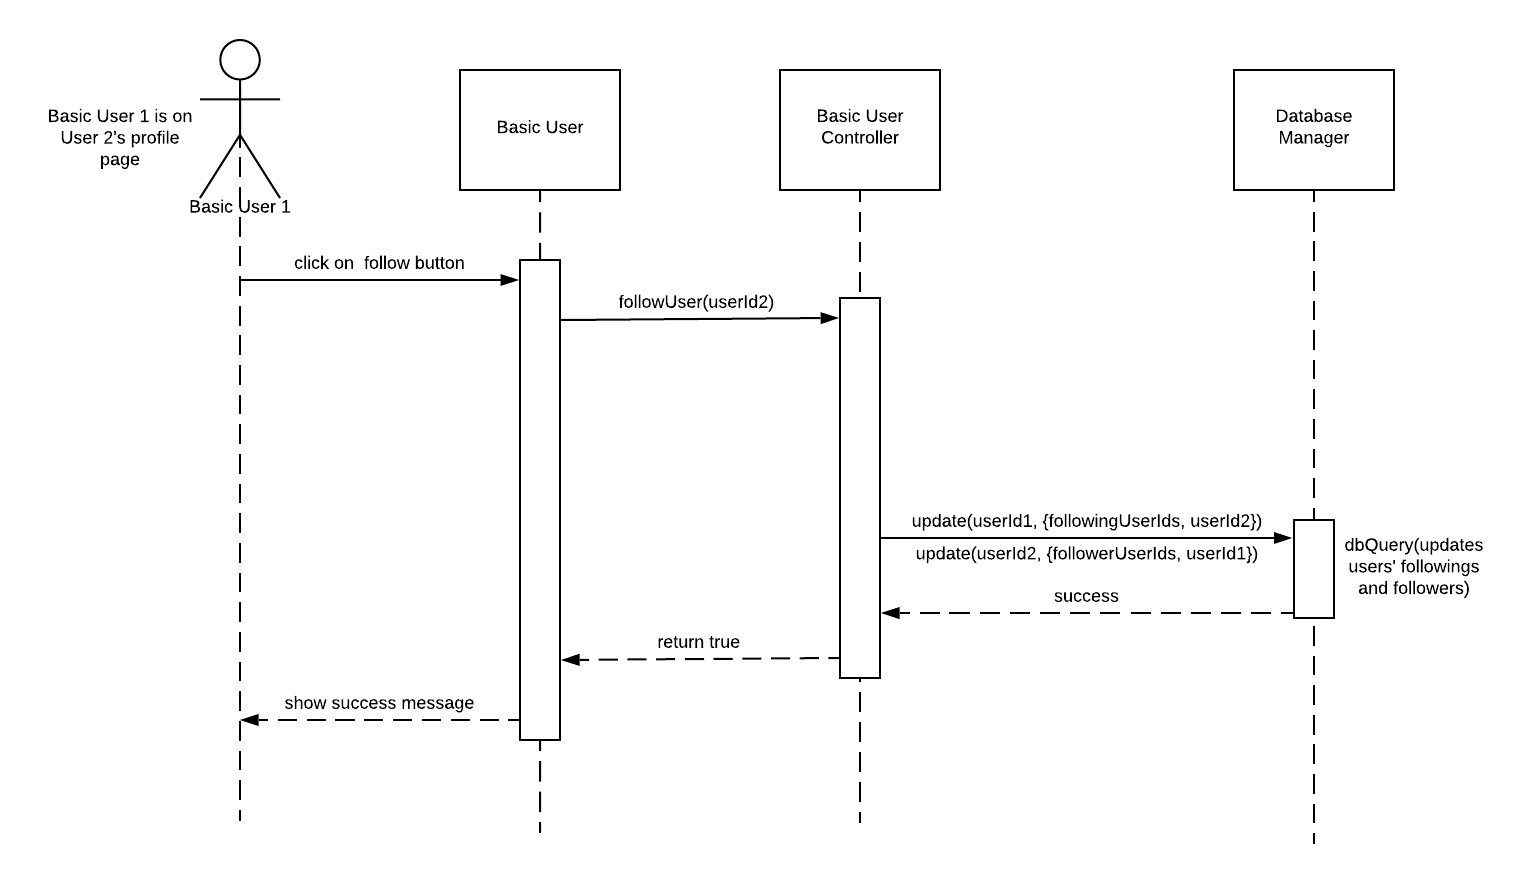 Basic User 1 is on
User 2's profile
page
Basic User 1
Basic User
Basic User
Controller
Database
Manager
click on  follow button
followUser(userId2)
update(userId1, {followingUserIds, userId2})
update(userId2, {followerUserIds, userId1})
dbQuery(updates
users' followings
and followers)
success
return true
show success message